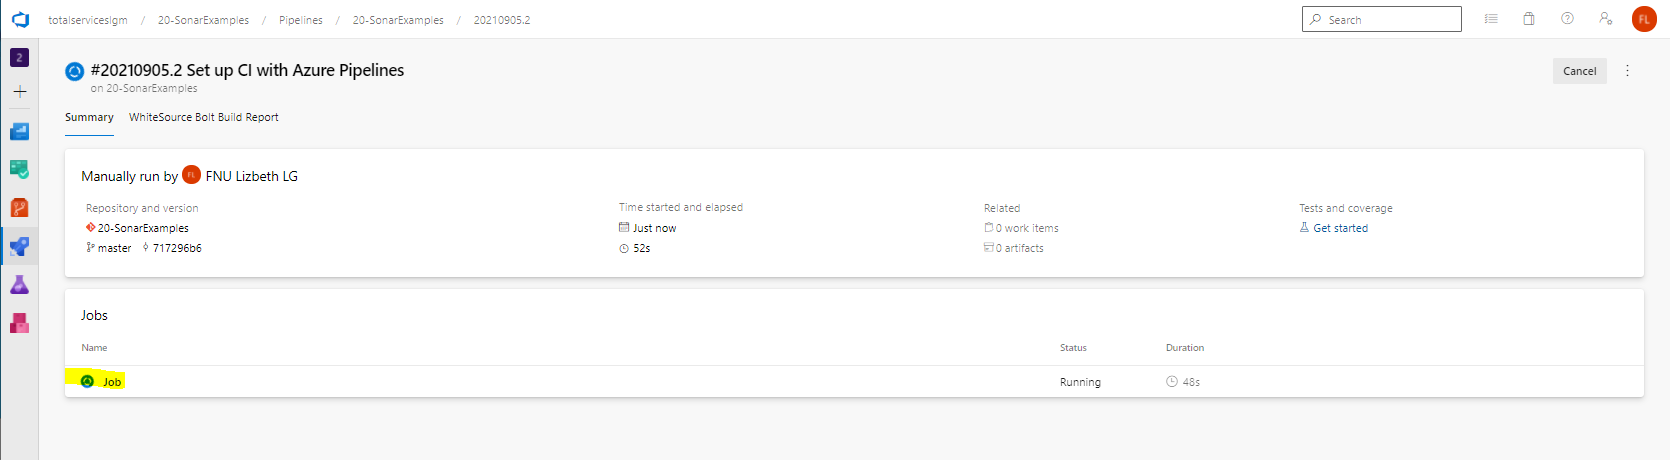 totalserviceslgm / 20-SonarExamples / Pipelines / 20-SonarExamples / 20210905.2
Search
FL
2
#20210905.2 Set up CI with Azure Pipelines
on 20-SonarExamples
Cancel
Summary WhiteSource Bolt Build Report
Manually run by FL FNU Lizbeth LG
Repository and version Time started and elapsed Related Tests and coverage
20-SonarExamples Just now 0 work items Get started
master 717296b6 52s 0 artifacts
Jobs
Name Status Duration
Job Running 48s